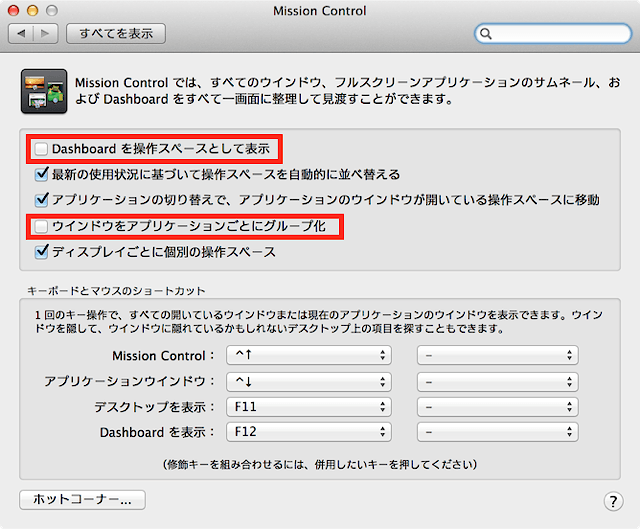 Mission Control
すべてを表示
Mission Control では、すべてのウインドウ、フルスクリーンアプリケーションのサムネール、お
よび Dashboard をすべて一画面に整理して見渡すことができます。
Dashboard を操作スペースとして表示
最新の使用状況に基づいて操作スペースを自動的に並べ替える
アプリケーションの切り替えで、アプリケーションのウインドウが開いている操作スペースに移動
ウインドウをアプリケーションごとにグループ化
ディスプレイごとに個別の操作スペース
キーボードとマウスのショートカット
1 回のキー操作で、すべての開いているウインドウまたは現在のアプリケーションのウインドウを表示できます。ウイン
ドウを隠して、ウインドウに隠れているかもしれないデスクトップ上の項目を探すこともできます。
Mission Control： ^↑ –
アプリケーションウインドウ： ^↓ –
デスクトップを表示： F11 –
Dashboard を表示： F12 –
（修飾キーを組み合わせるには、併用したいキーを押してください）
ホットコーナー... ?